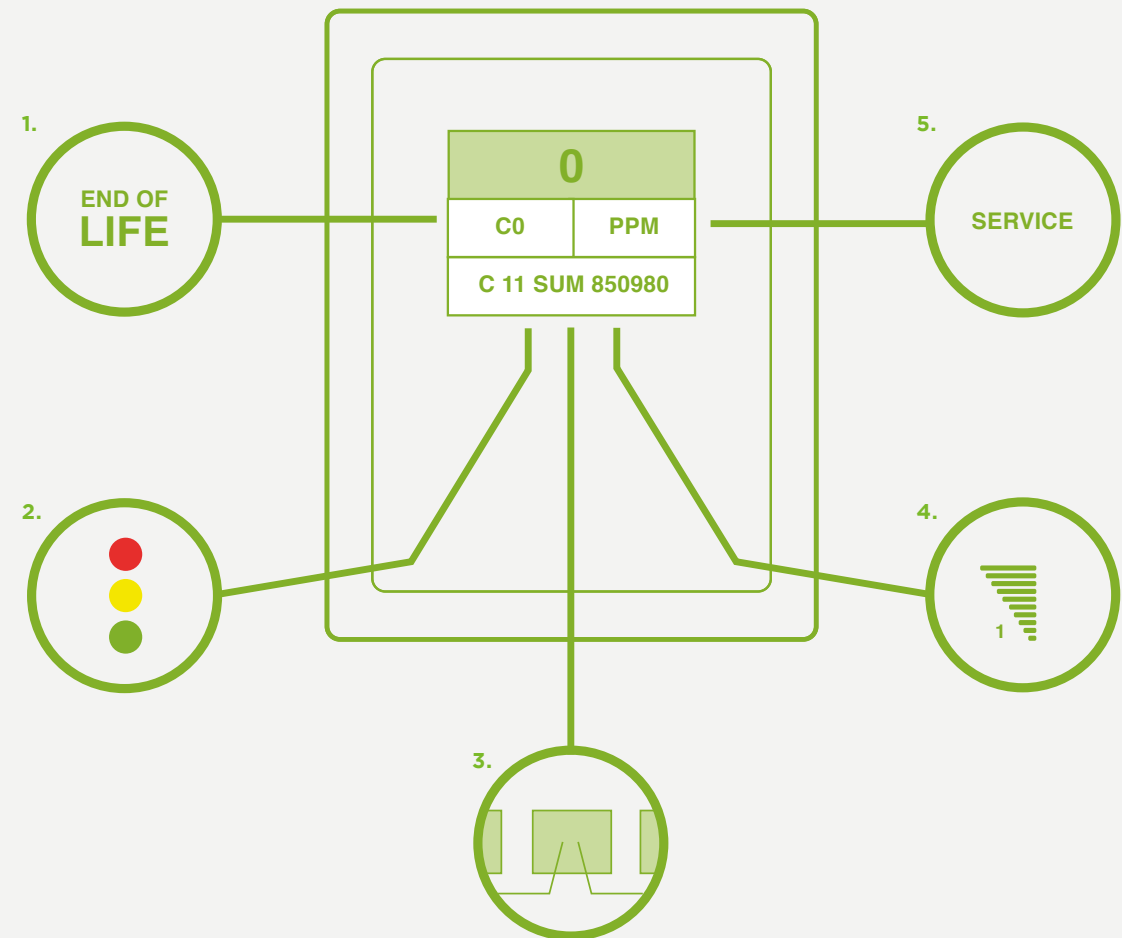 1.
END OF
LIFE
5.
SERVICE
0
C0
PPM
C 11 SUM 850980
2.
4.
1
3.